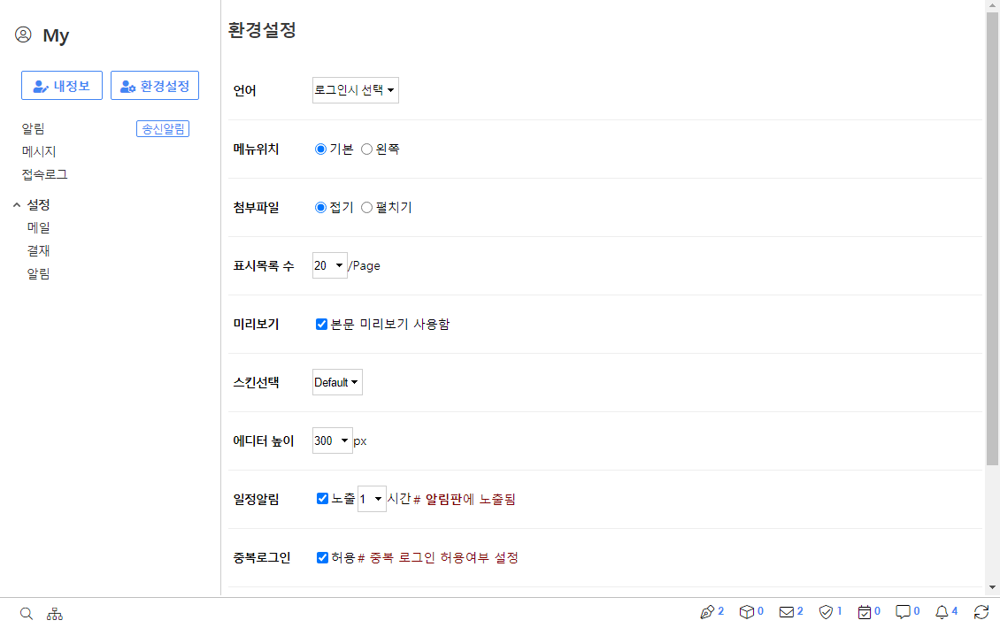 My
내정보 환경설정
알림 송신알림
메시지
접속로그
설정
메일
결재
알림
환경설정
언어 로그인시 선택
메뉴위치 기본 왼쪽
첨부파일 접기 펼치기
표시목록 수 20 /Page
미리보기 본문 미리보기 사용함
스킨선택 Default
에디터 높이 300 px
일정알림 노출 1 시간 # 알림판에 노출됨
중복로그인 허용 # 중복 로그인 허용여부 설정
2 0 2 1 0 0 4